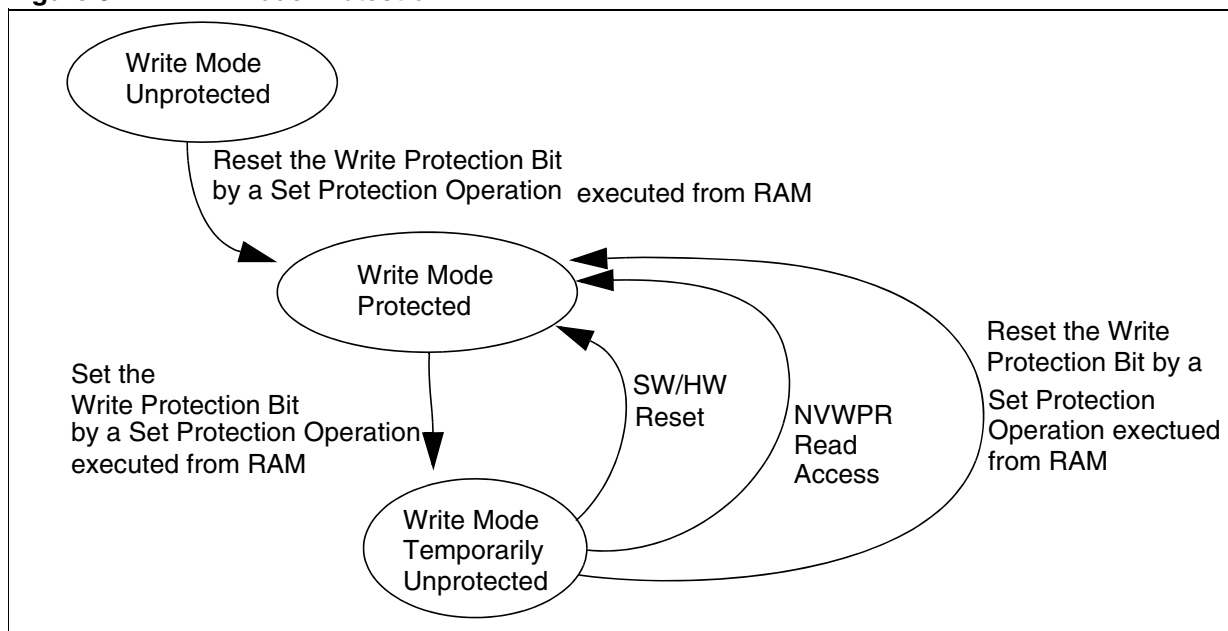 Write Mode
Unprotected
Reset the Write Protection Bit
by a Set Protection Operation executed from RAM
Write Mode
Protected
Set the
Write Protection Bit
by a Set Protection Operation
executed from RAM
SW/HW
Reset
NVWPR
Read
Access
Reset the Write
Protection Bit by a
Set Protection
Operation exectued
from RAM
Write Mode
Temporarily
Unprotected